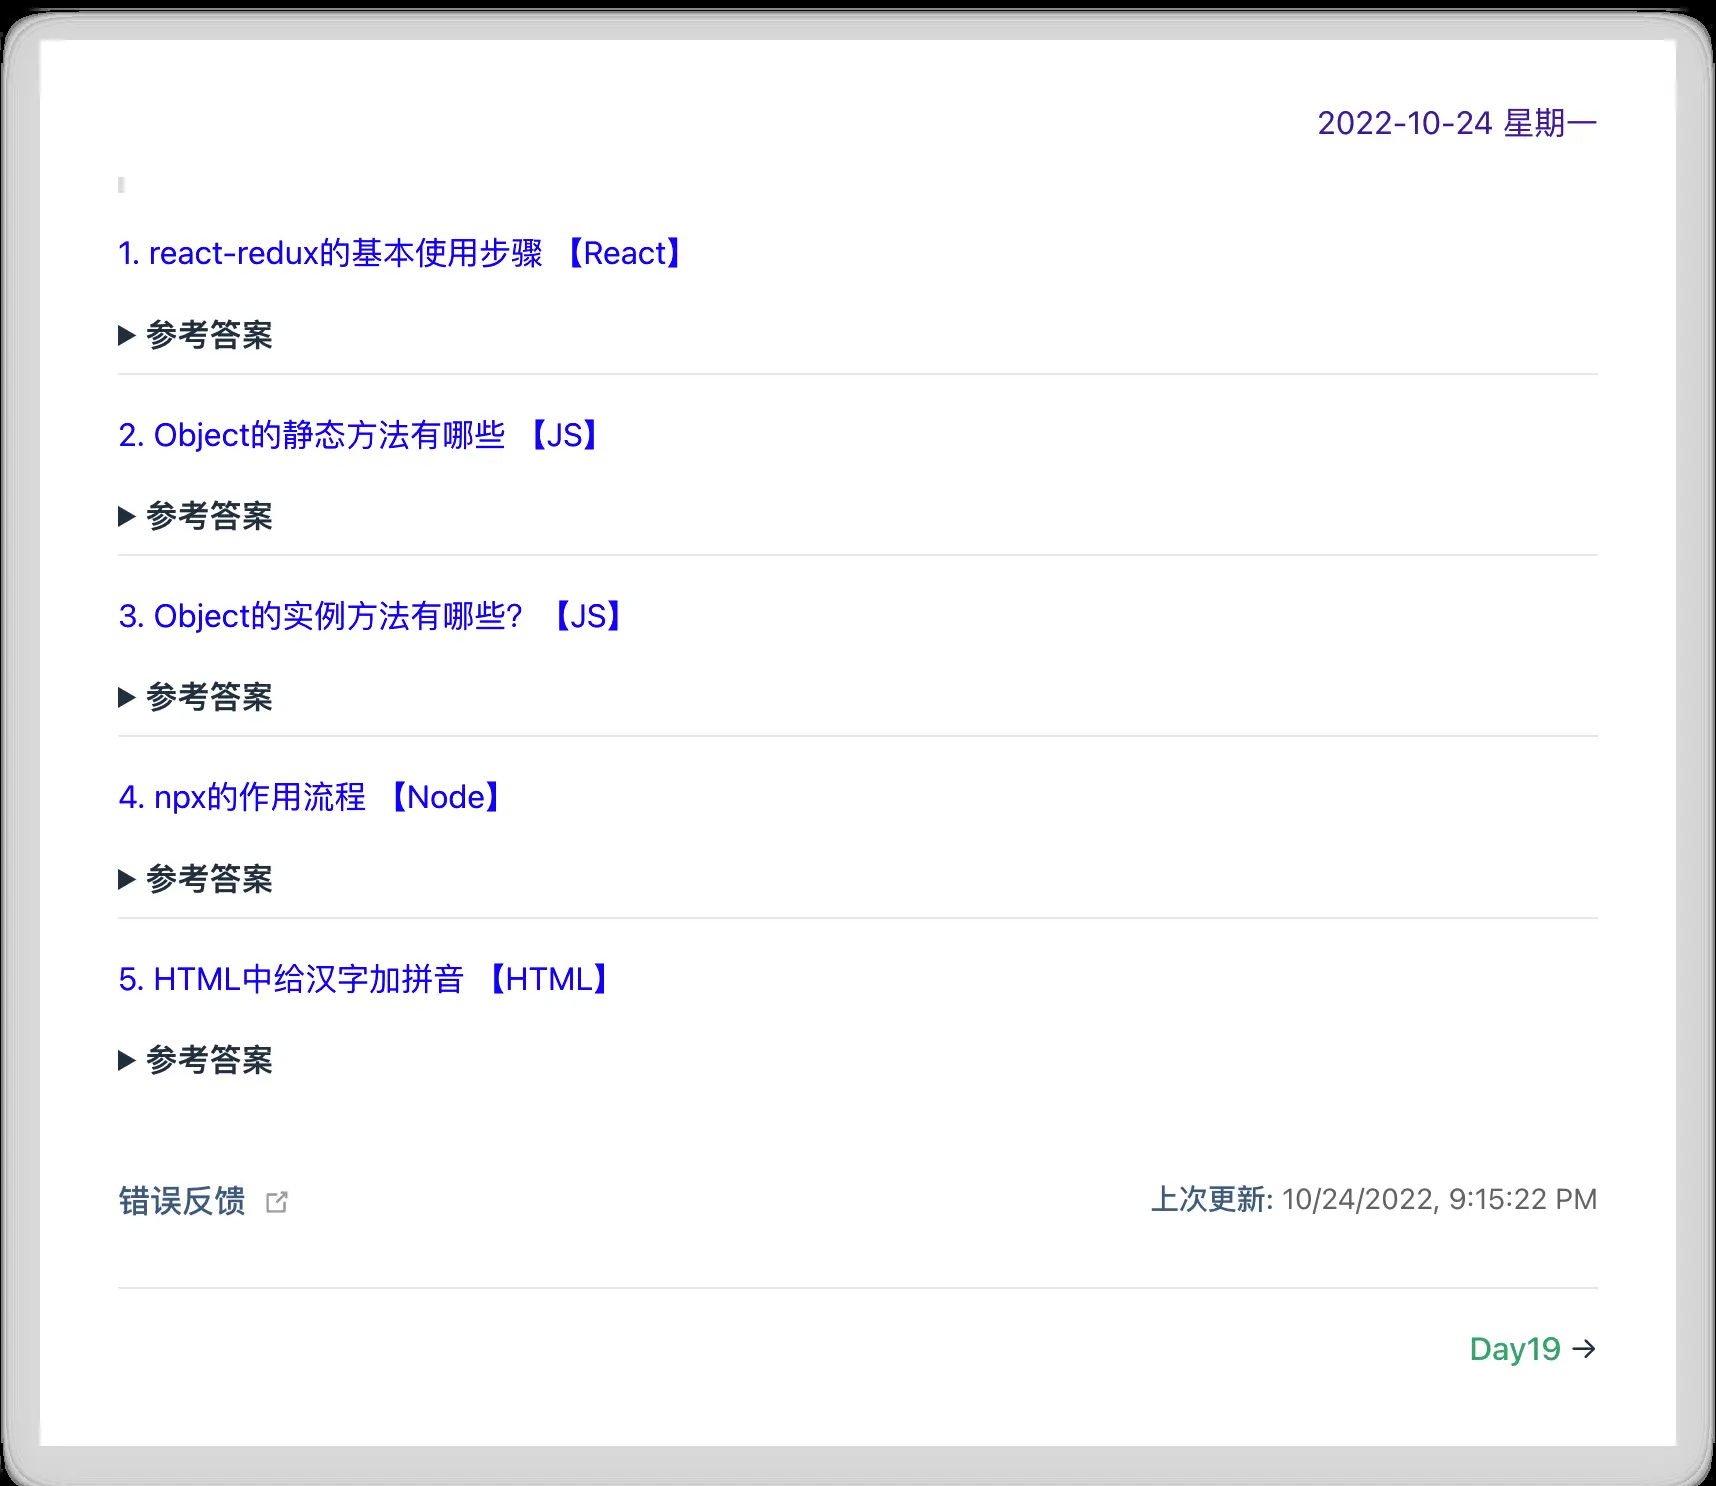 2022-10-24 星期一
1. react-redux的基本使用步骤 【React】
▶ 参考答案
2. Object的静态方法有哪些 【JS】
▶ 参考答案
3. Object的实例方法有哪些？ 【JS】
▶ 参考答案
4. npx的作用流程 【Node】
▶ 参考答案
5. HTML中给汉字加拼音 【HTML】
▶ 参考答案
错误反馈 上次更新: 10/24/2022, 9:15:22 PM
Day19 →